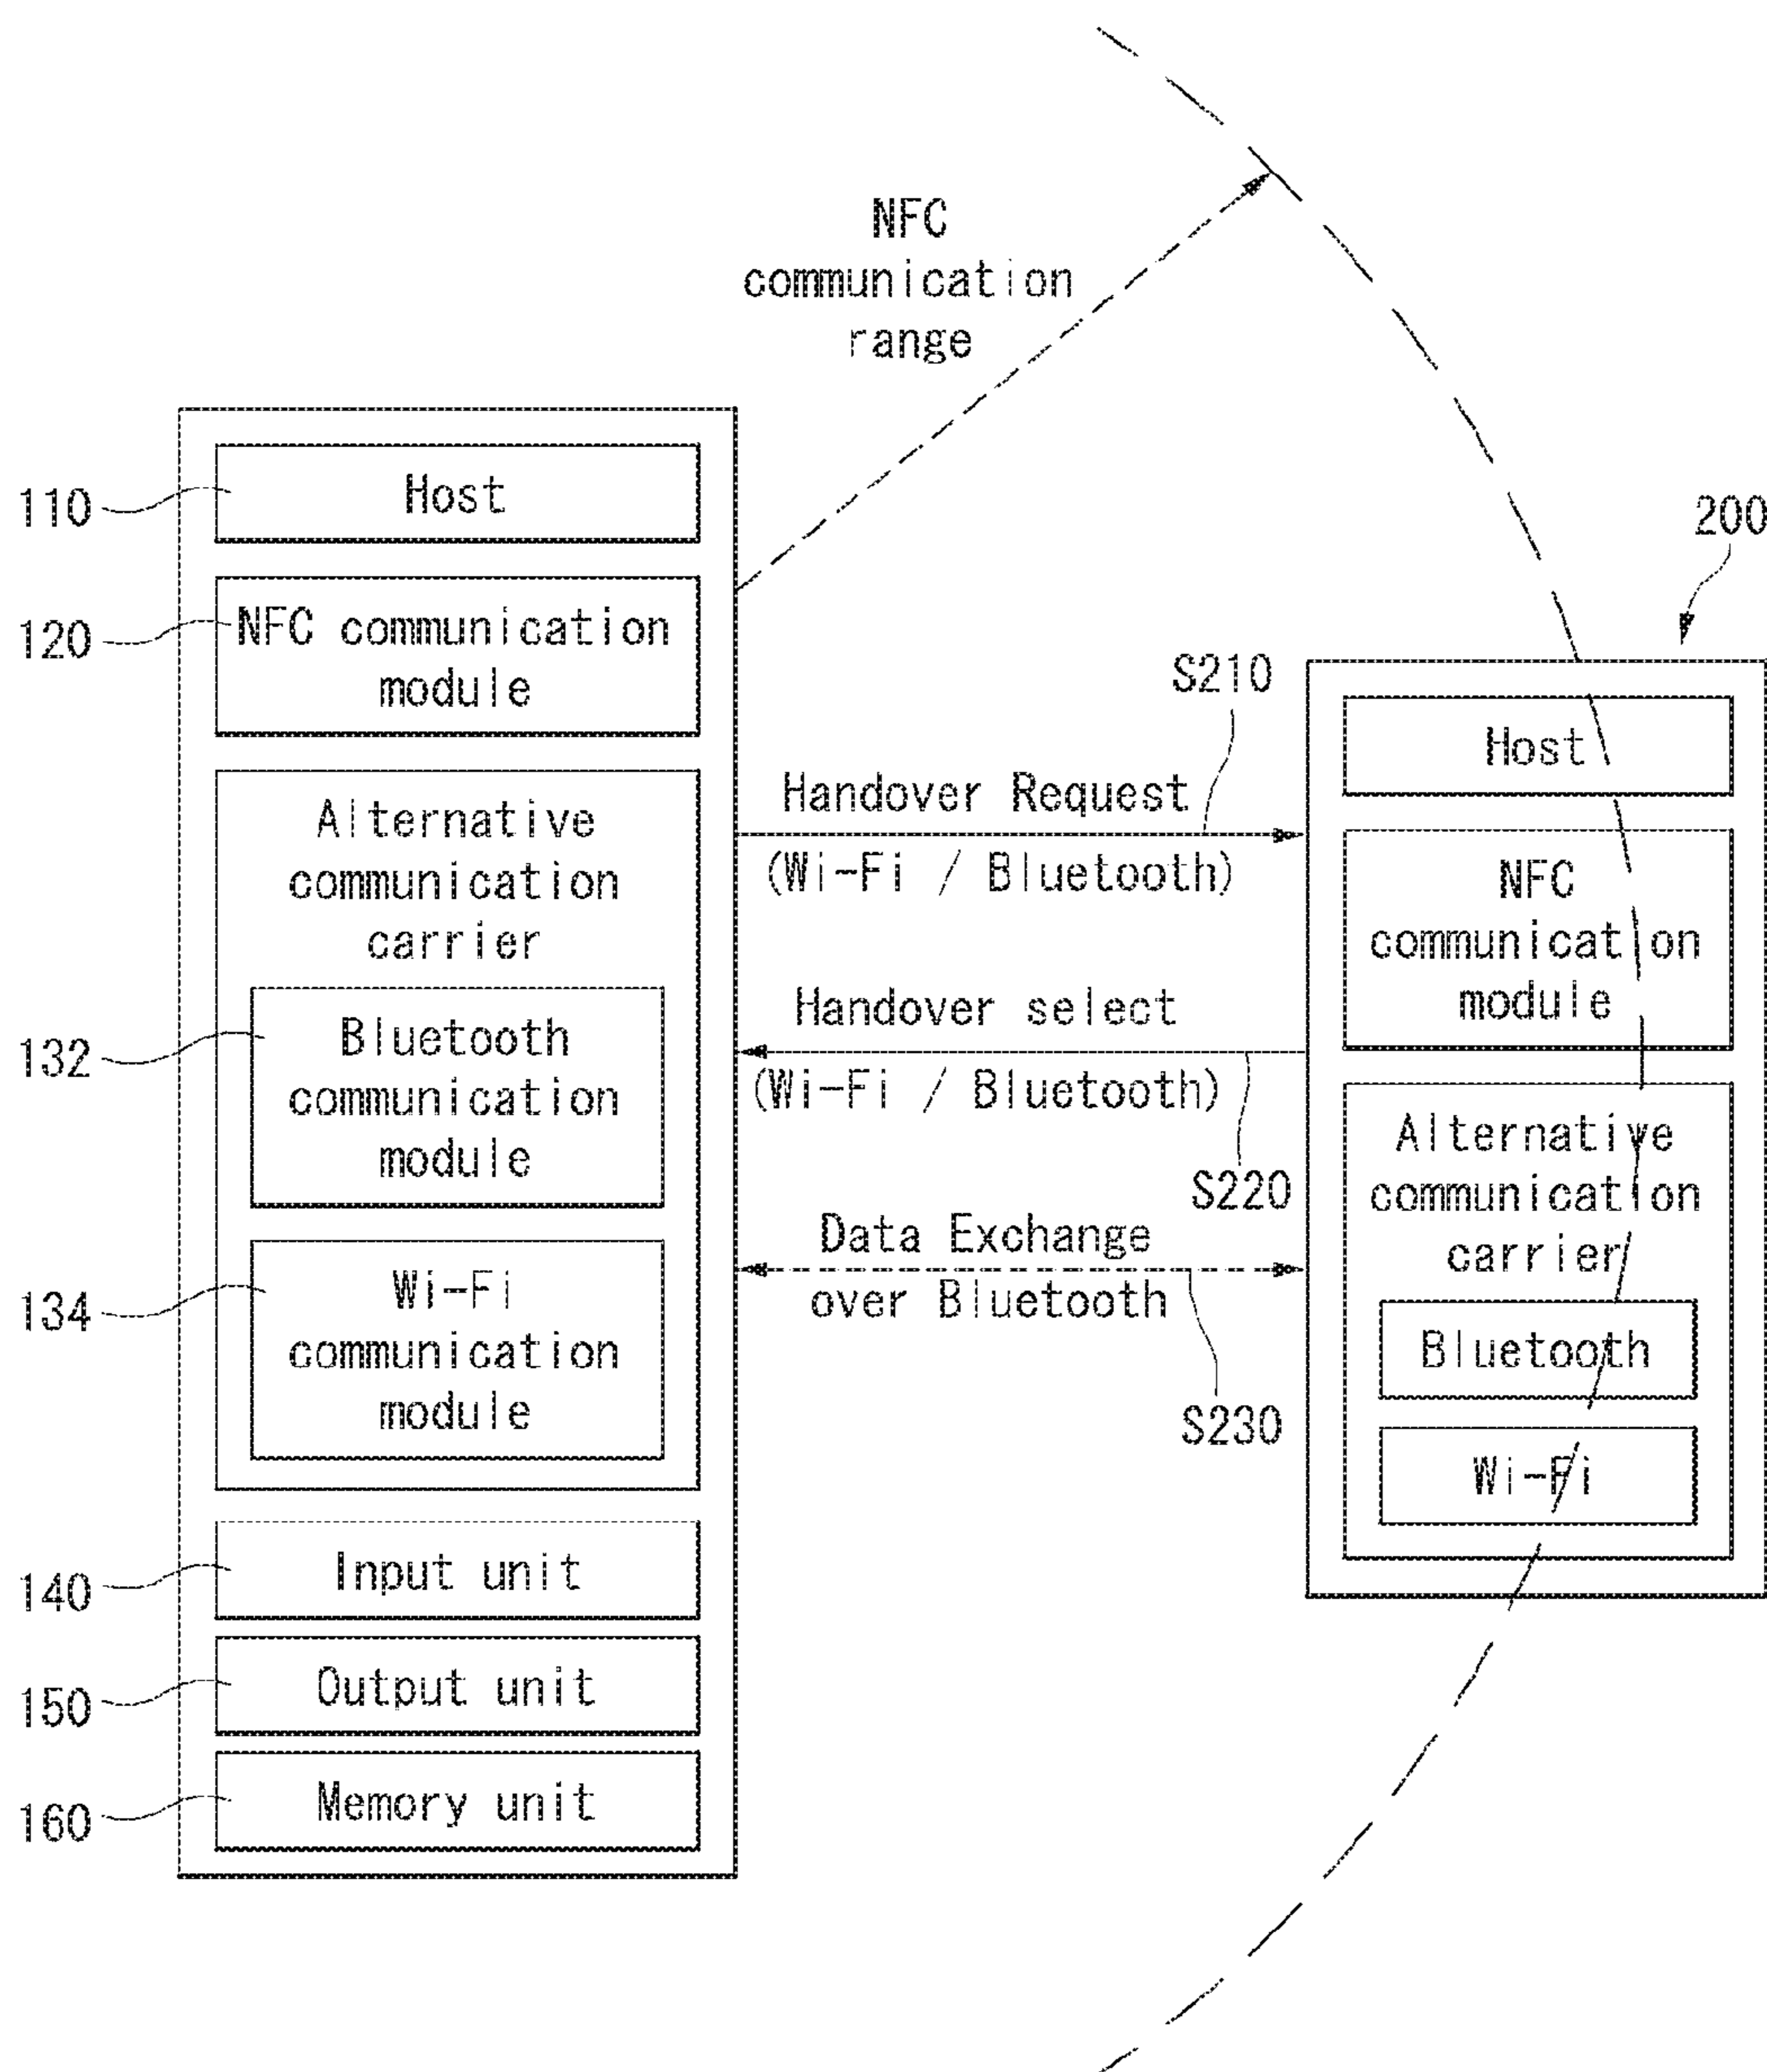 NFC
communication
range
110
Host
120
NFC communication
module
Alternative
communication
carrier
132
Bluetooth
communication
module
134
Wi-Fi
communication
module
140
Input unit
150
Output unit
160
Memory unit
S210
Handover Request
(Wi-Fi / Bluetooth)
Handover select
(Wi-Fi / Bluetooth)
S220
Data Exchange
over Bluetooth
S230
200
Host
NFC
communication
module
Alternative
communication
carrier
Bluetooth
Wi-Fi